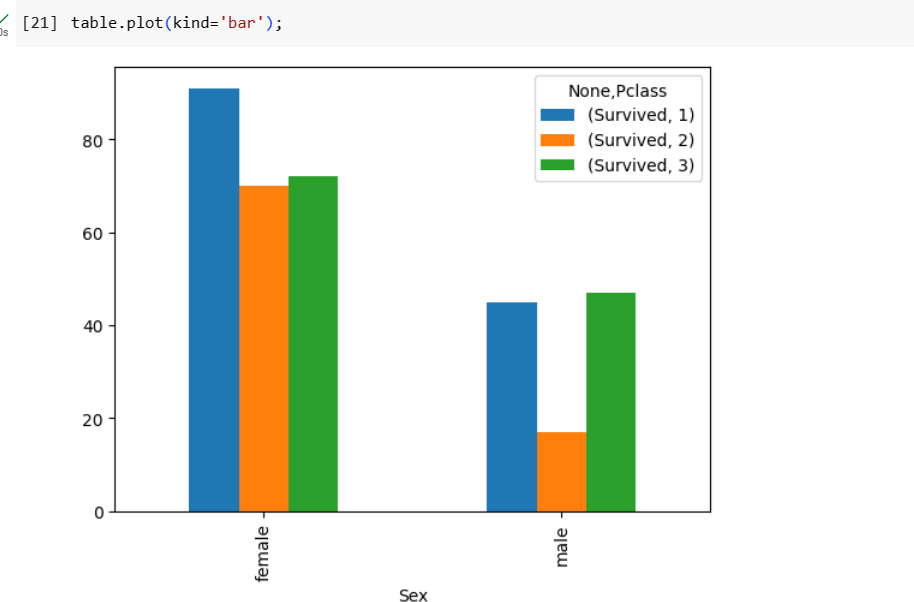 0s
[21] table.plot(kind='bar');
None,Pclass
(Survived, 1)
(Survived, 2)
(Survived, 3)
80
60
40
20
0
female
male
Sex